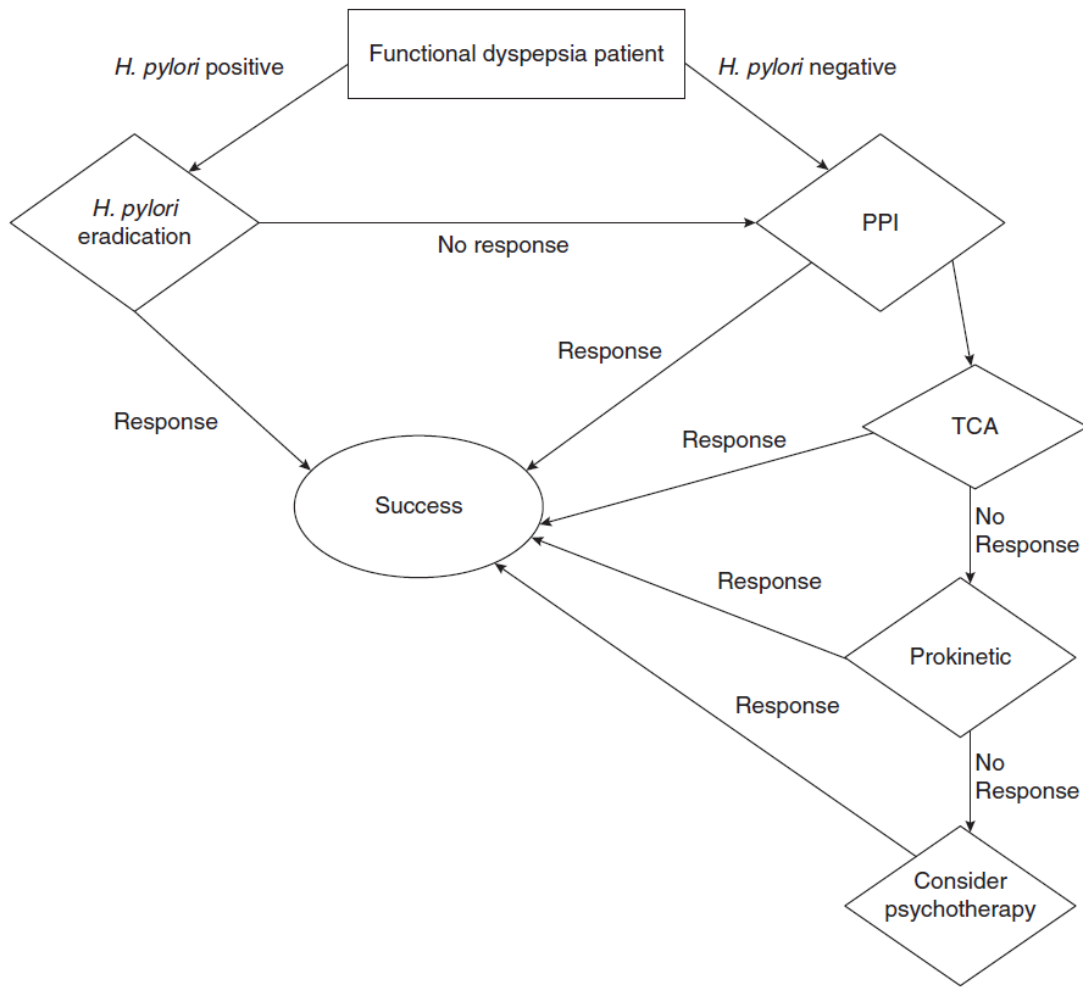 Functional dyspepsia patient
H. pylori positive
H. pylori negative
H. pylori
eradication
PPI
No response
Response
Response
TCA
Response
Success
No
Response
Response
Prokinetic
Response
No
Response
Consider
psychotherapy